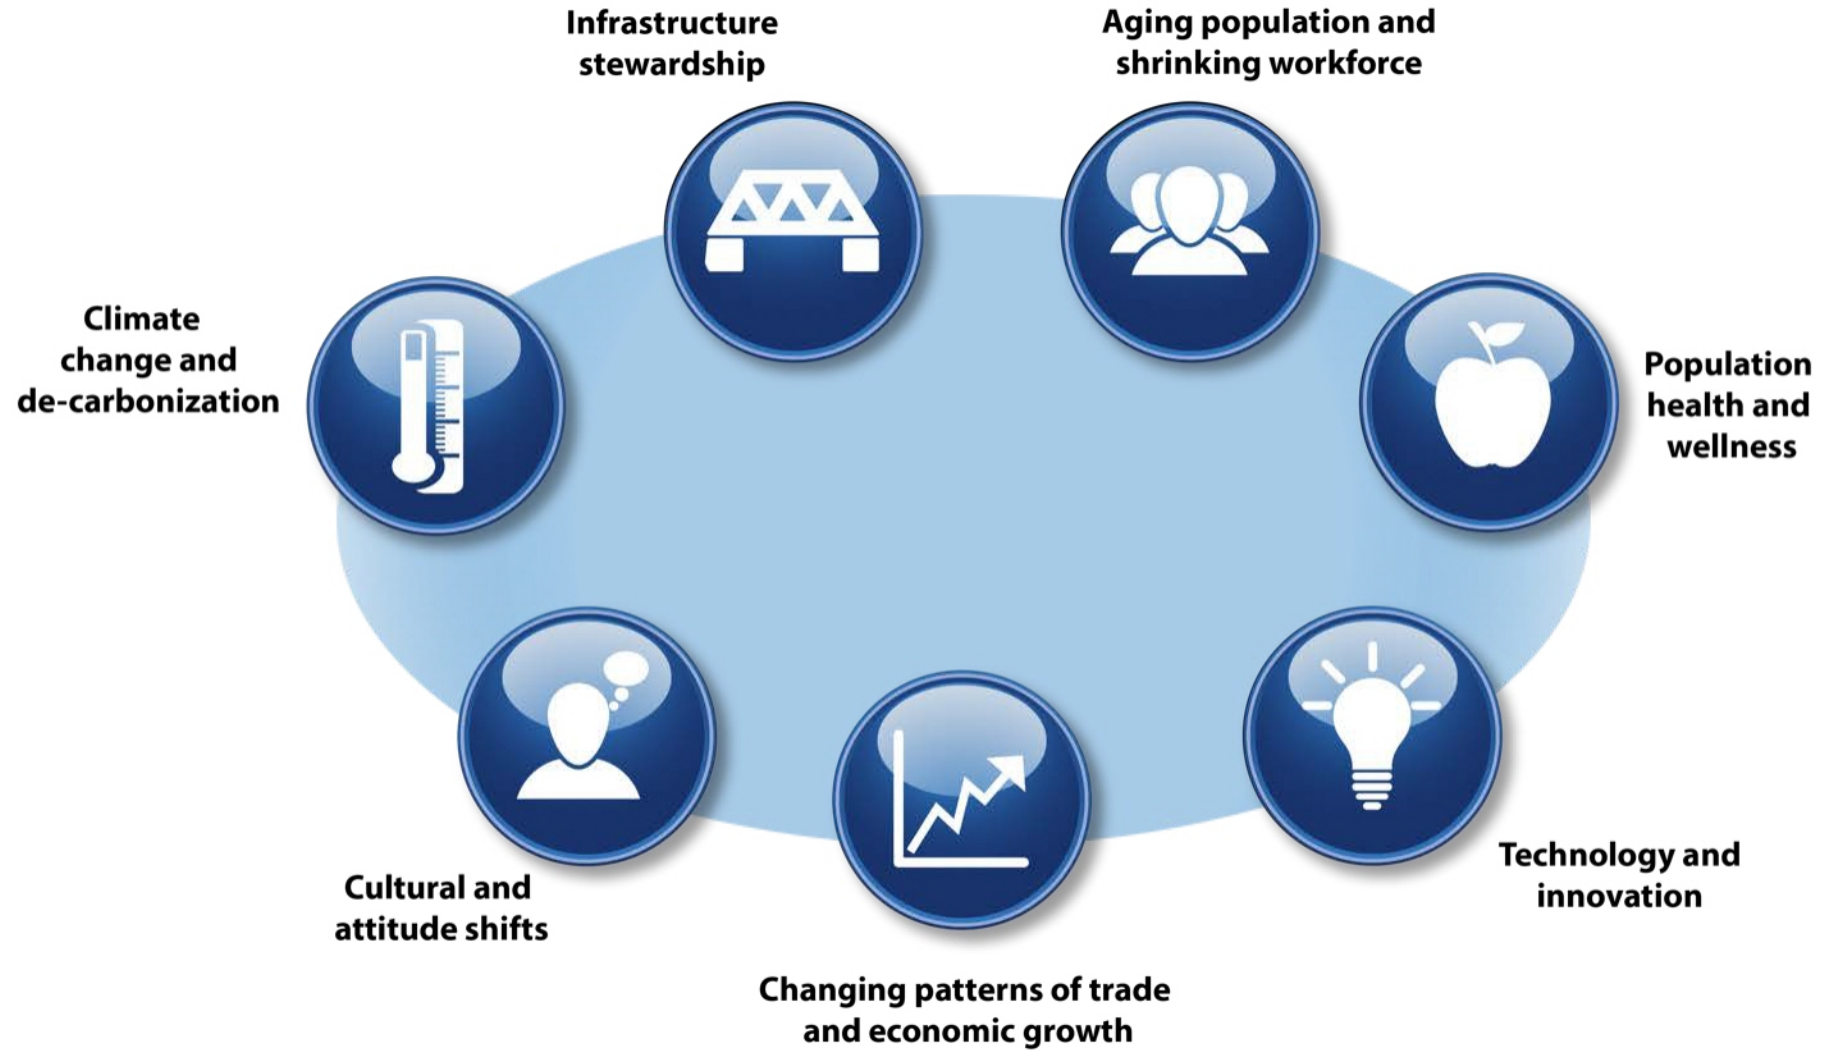 Infrastructure
stewardship
Aging population and
shrinking workforce
Climate
change and
de-carbonization
Population
health and
wellness
Cultural and
attitude shifts
Technology and
innovation
Changing patterns of trade
and economic growth